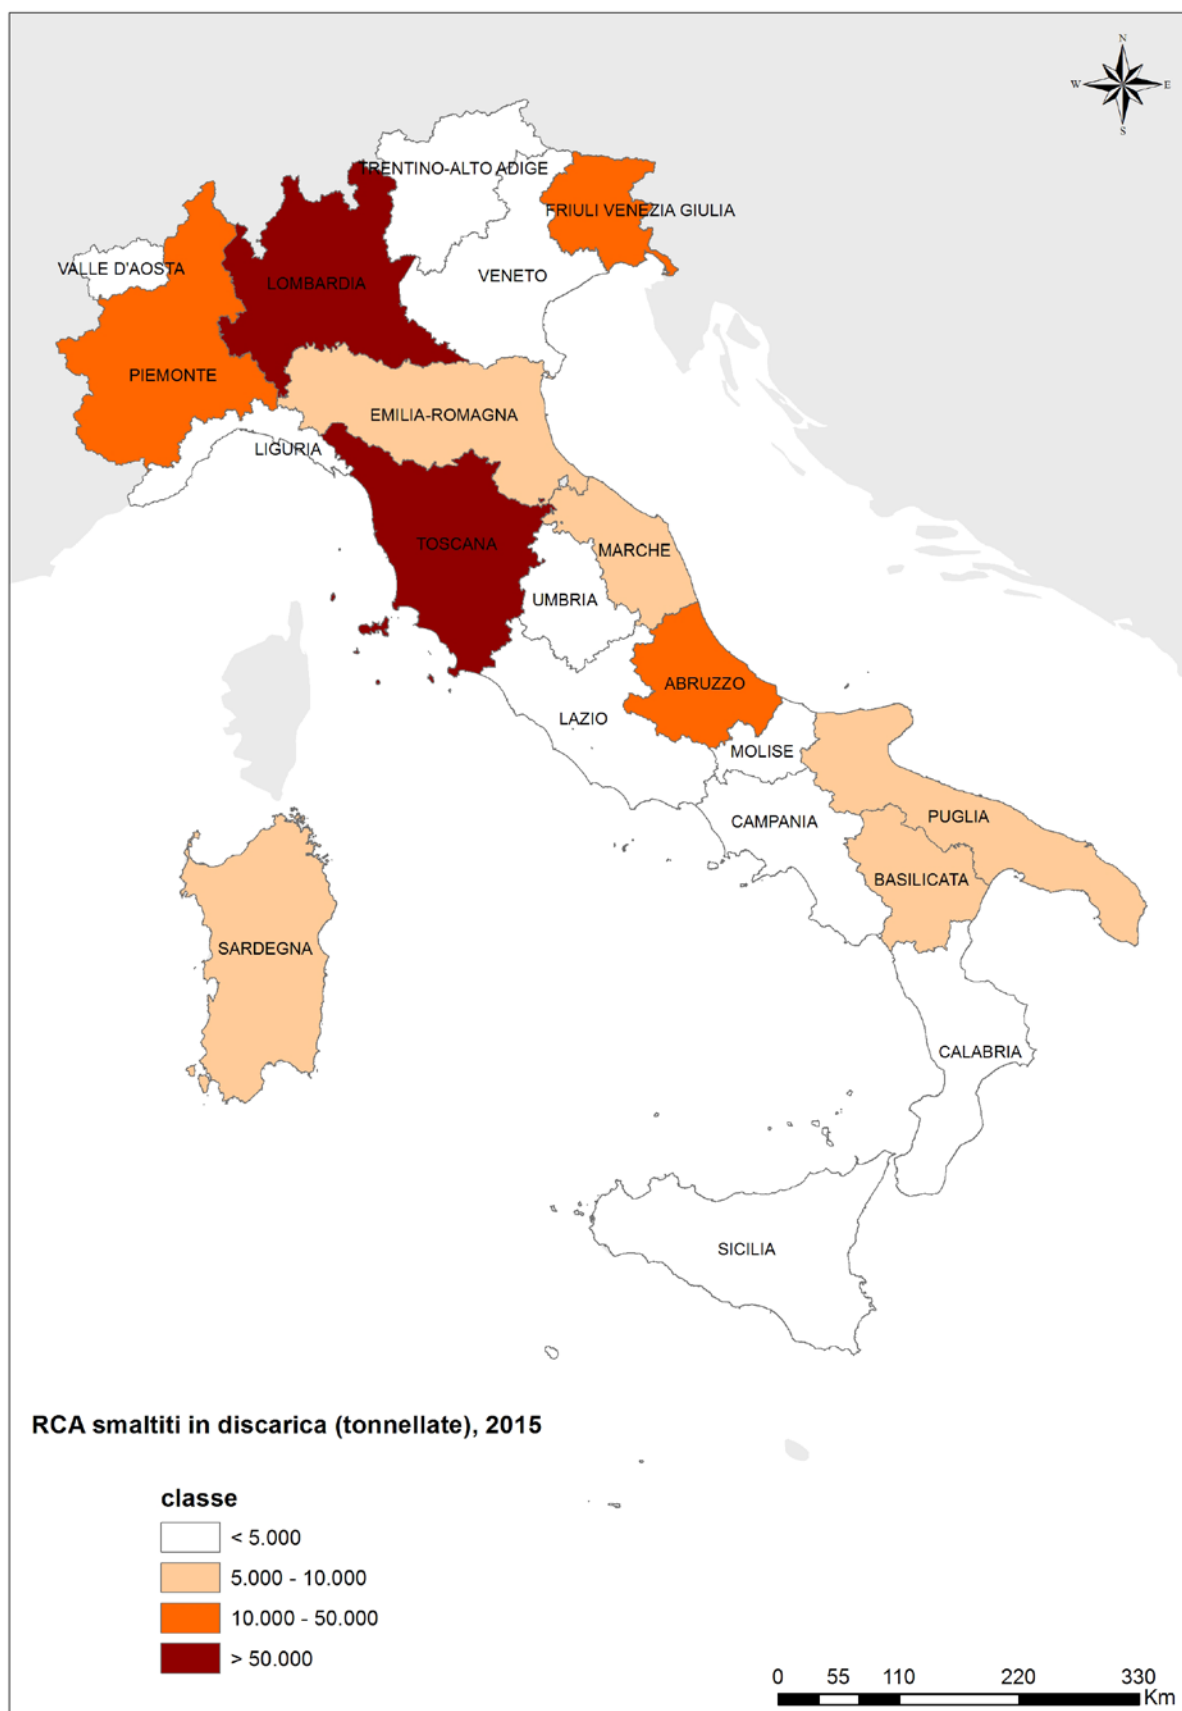 N
W E
S
TRENTINO-ALTO ADIGE
FRIULI VENEZIA GIULIA
VALLE D'AOSTA
VENETO
LOMBARDIA
PIEMONTE
EMILIA-ROMAGNA
LIGURIA
TOSCANA
MARCHE
UMBRIA
ABRUZZO
LAZIO
MOLISE
PUGLIA
CAMPANIA
BASILICATA
SARDEGNA
CALABRIA
SICILIA
RCA smaltiti in discarica (tonnellate), 2015
classe
< 5.000
5.000 - 10.000
10.000 - 50.000
> 50.000
0 55 110 220 330
Km